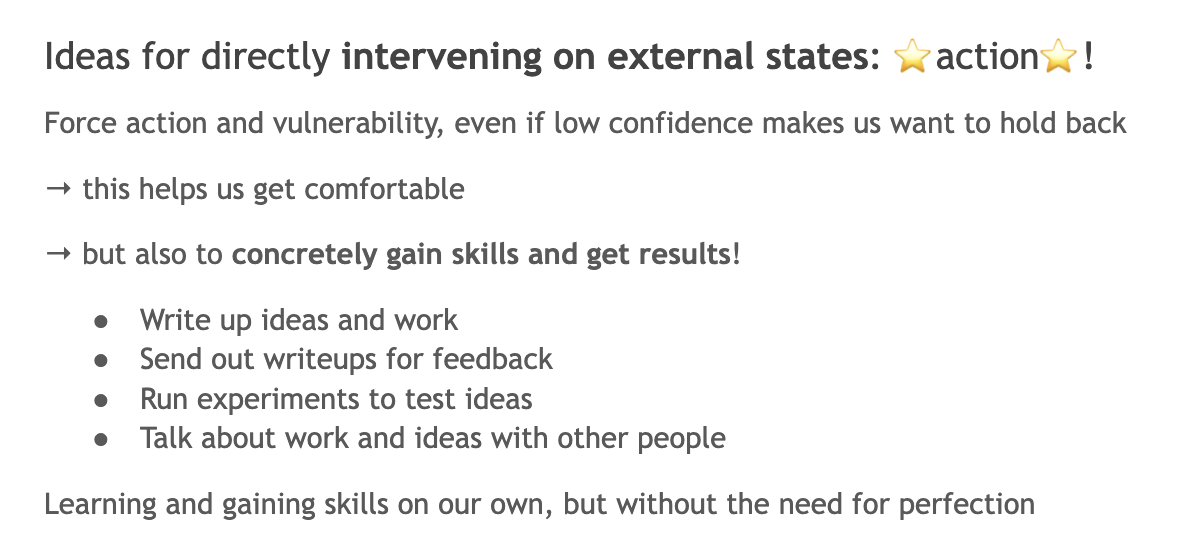 Ideas for directly intervening on external states: ⭐action⭐!
Force action and vulnerability, even if low confidence makes us want to hold back
→ this helps us get comfortable
→ but also to concretely gain skills and get results!
● Write up ideas and work
● Send out writeups for feedback
● Run experiments to test ideas
● Talk about work and ideas with other people
Learning and gaining skills on our own, but without the need for perfection